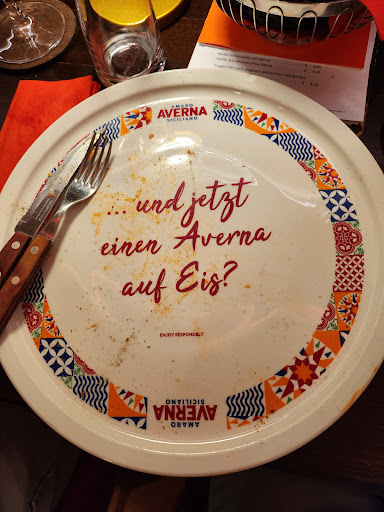 AMARO
AVERNA
SICILIANO
... und jetzt
einen Averna
auf Eis?
ENJOY RESPONSIBLY
AMARO
AVERNA
SICILIANO